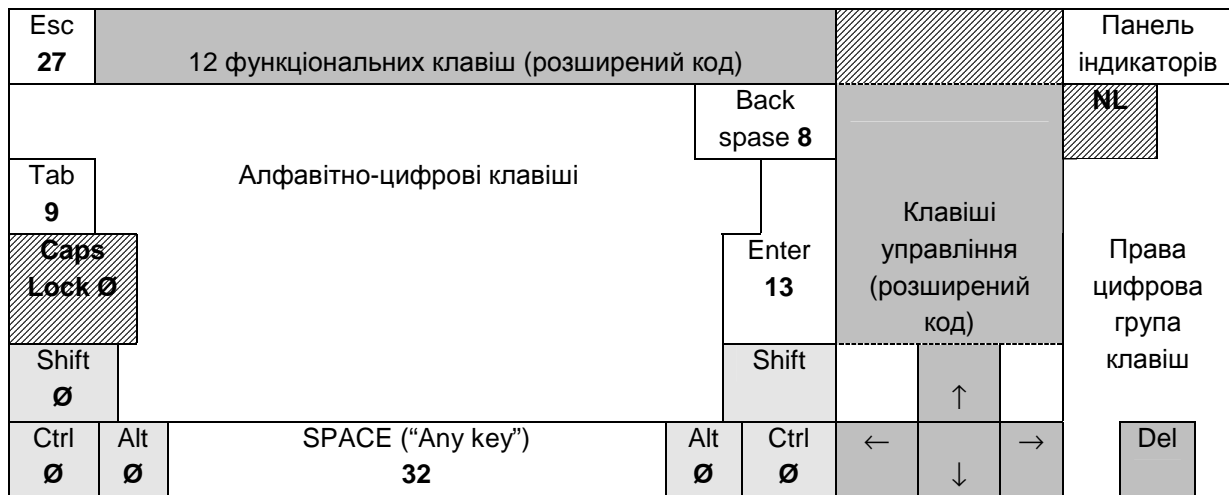 Esc
27
12 функціональних клавіш (розширений код)
Панель
індикаторів
Back
spase 8
NL
Tab
9
Алфавітно-цифрові клавіші
Caps
Lock Ø
Enter
13
Клавіші
управління
(розширений
код)
Права
цифрова
група
клавіш
Shift
Ø
Shift
↑
Ctrl
Ø
Alt
Ø
SPACE (“Any key”)
32
Alt
Ø
Ctrl
Ø
←
↓
→
Del